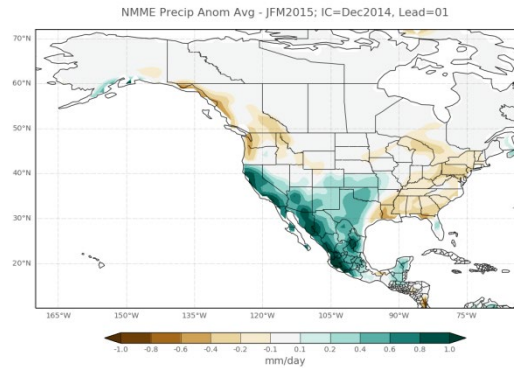 NMME Precip Anom Avg - JFM2015; IC=Dec2014, Lead=01
70°N
60°N
50°N
40°N
30°N
20°N
165°W 150°W 135°W 120°W 105°W 90°W 75°W
-1.0 -0.8 -0.6 -0.4 -0.2 0.1 0.2 0.4 0.6 0.8 1.0
mm/day